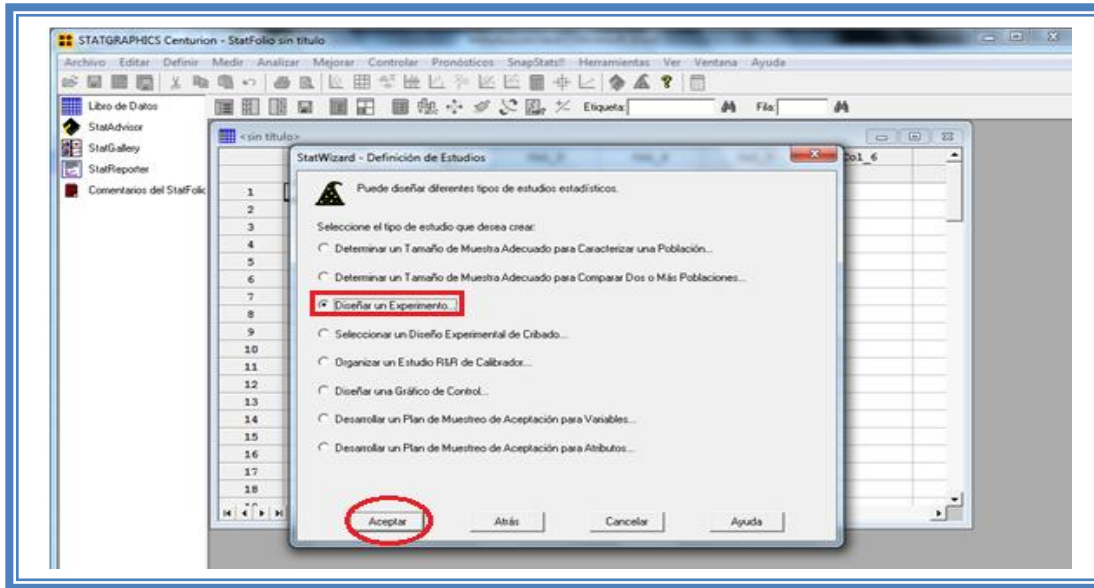 STATGRAPHICS Centurion - StatFolio sin título
Archivo Editar Definir Medir Analizar Mejorar Controlar Pronósticos SnapStats!! Herramientas Ver Ventana Ayuda
Etiqueta: Fila:
Libro de Datos
StatAdvisor
StatGallery
StatReporter
Comentarios del StatFolio
<sin título>
Col_6
StatWizard - Definición de Estudios
Puede diseñar diferentes tipos de estudios estadísticos.
Seleccione el tipo de estudio que desea crear:
Determinar un Tamaño de Muestra Adecuado para Caracterizar una Población...
Determinar un Tamaño de Muestra Adecuado para Comparar Dos o Más Poblaciones...
Diseñar un Experimento...
Seleccionar un Diseño Experimental de Cribado...
Organizar un Estudio R&R de Calibrador...
Diseñar una Gráfico de Control...
Desarrollar un Plan de Muestreo de Aceptación para Variables...
Desarrollar un Plan de Muestreo de Aceptación para Atributos...
Aceptar Atrás Cancelar Ayuda
1
2
3
4
5
6
7
8
9
10
11
12
13
14
15
16
17
18